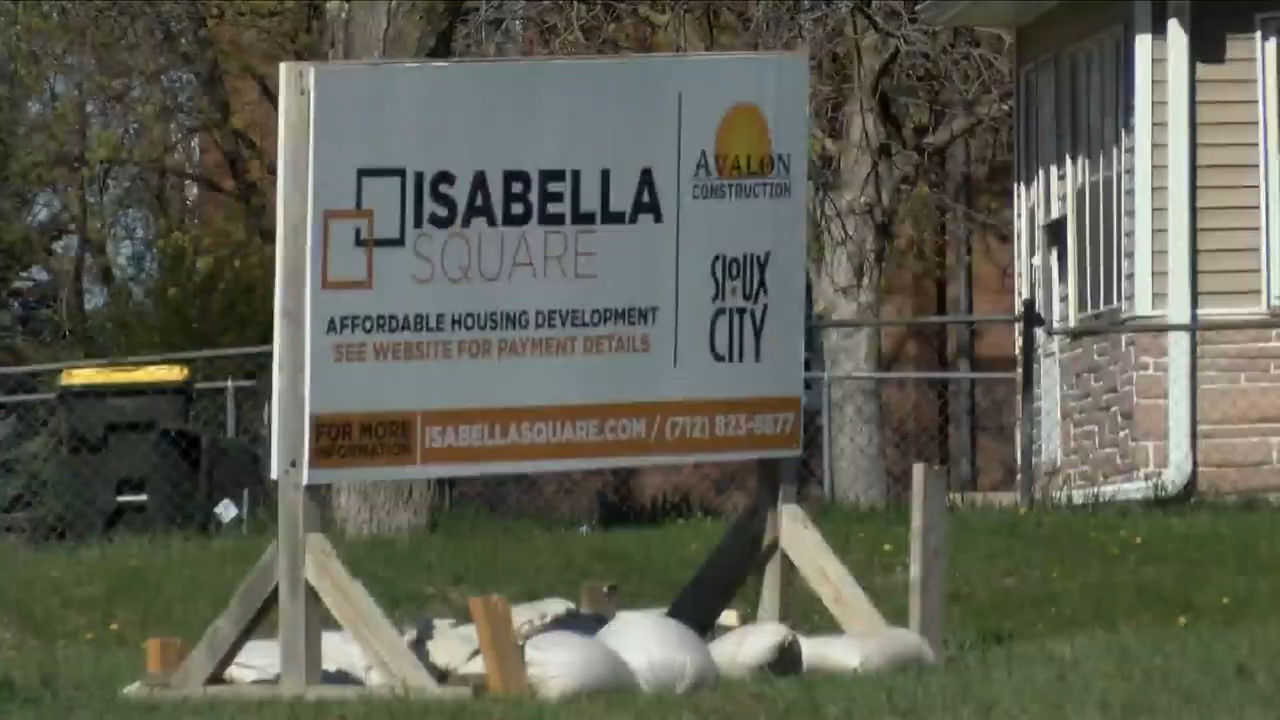 ISABELLA
SQUARE
AFFORDABLE HOUSING DEVELOPMENT
SEE WEBSITE FOR PAYMENT DETAILS
AVALON
CONSTRUCTION
SIOUX
CITY
FOR MORE
INFORMATION
ISABELLASQUARE.COM / (712) 823-8877